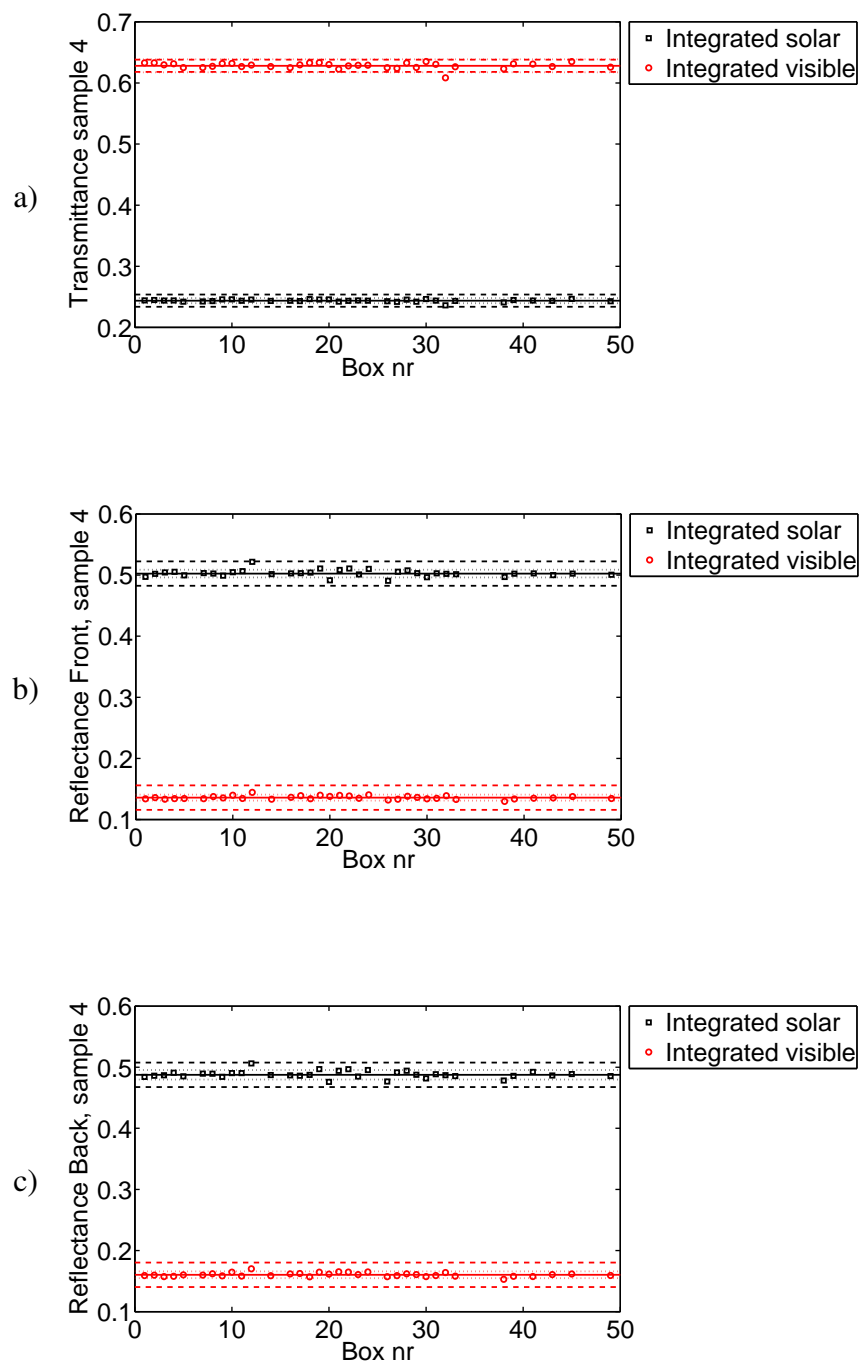 a)
Transmittance sample 4
0.7
0.6
0.5
0.4
0.3
0.2
0 10 20 30 40 50
Box nr
Integrated solar
Integrated visible
b)
Reflectance Front, sample 4
0.6
0.5
0.4
0.3
0.2
0.1
0 10 20 30 40 50
Box nr
Integrated solar
Integrated visible
c)
Reflectance Back, sample 4
0.6
0.5
0.4
0.3
0.2
0.1
0 10 20 30 40 50
Box nr
Integrated solar
Integrated visible